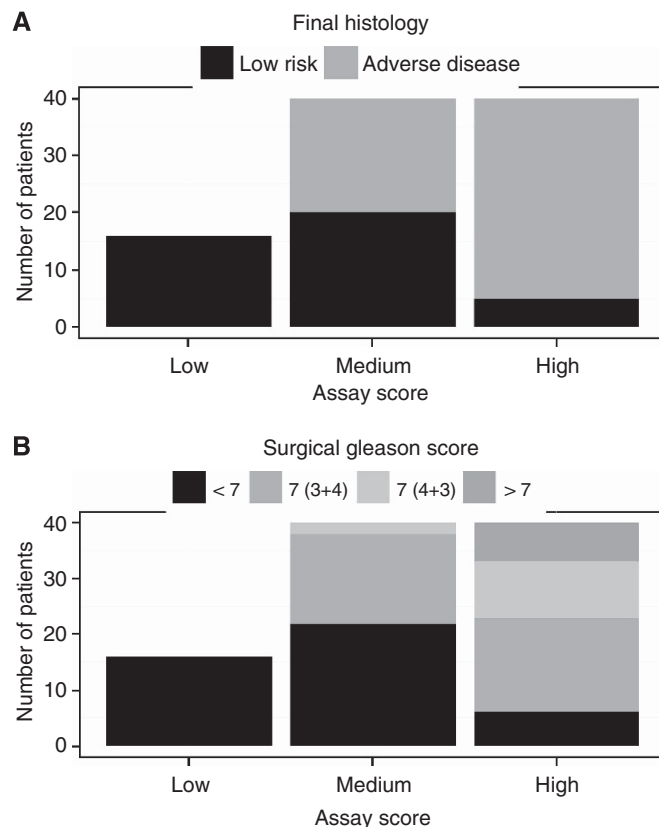 A
Final histology
Low risk Adverse disease
Number of patients
40
30
20
10
0
Low Medium High
Assay score
B
Surgical gleason score
< 7 7 (3+4) 7 (4+3) > 7
Number of patients
40
30
20
10
0
Low Medium High
Assay score